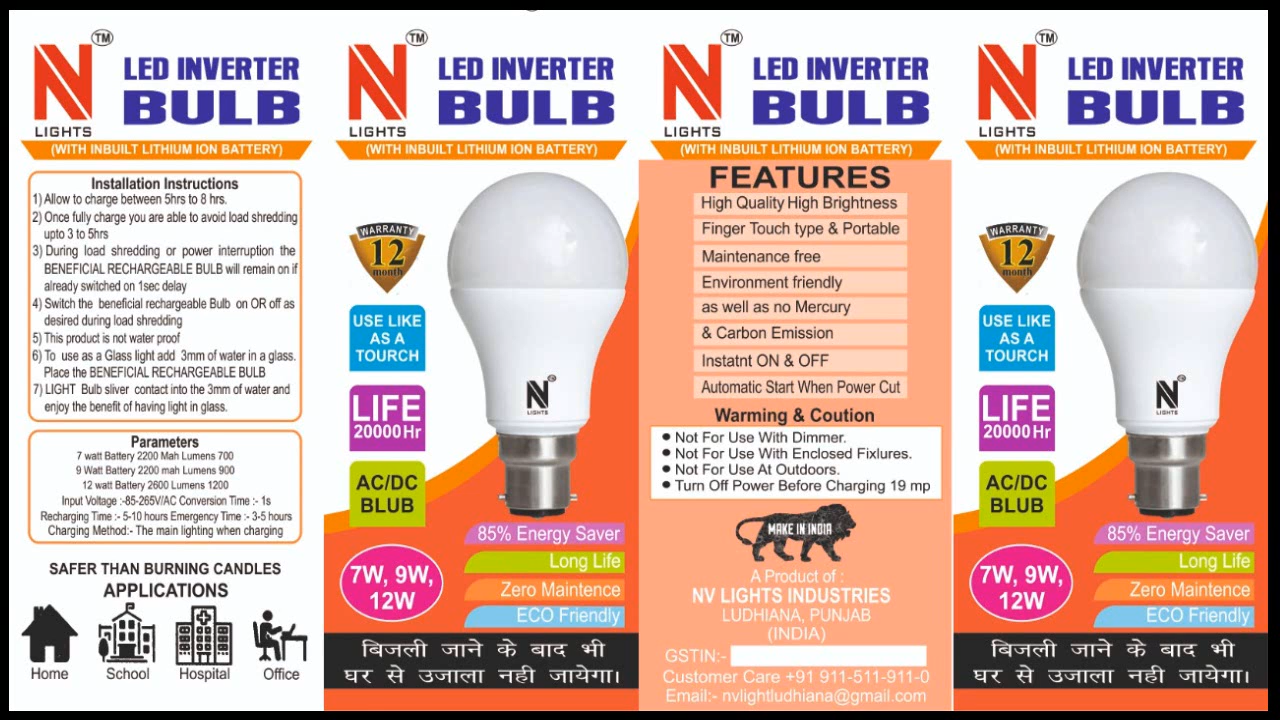 N TM
LIGHTS
LED INVERTER
BULB
(WITH INBUILT LITHIUM ION BATTERY)
Installation Instructions
1) Allow to charge between 5hrs to 8 hrs.
2) Once fully charge you are able to avoid load shredding
upto 3 to 5hrs
3) During load shredding or power interruption the
BENEFICIAL RECHARGEABLE BULB will remain on if
already switched on 1sec delay
4) Switch the beneficial rechargeable Bulb on OR off as
desired during load shredding
5) This product is not water proof
6) To use as a Glass light add 3mm of water in a glass.
Place the BENEFICIAL RECHARGEABLE BULB
7) LIGHT Bulb sliver contact into the 3mm of water and
enjoy the benefit of having light in glass.
Parameters
7 watt Battery 2200 Mah Lumens 700
9 Watt Battery 2200 mah Lumens 900
12 watt Battery 2600 Lumens 1200
Input Voltage :-85-265V/AC Conversion Time :- 1s
Recharging Time :- 5-10 hours Emergency Time :- 3-5 hours
Charging Method:- The main lighting when charging
SAFER THAN BURNING CANDLES
APPLICATIONS
Home School Hospital Office
N TM
LIGHTS
LED INVERTER
BULB
(WITH INBUILT LITHIUM ION BATTERY)
WARRANTY
12
month
USE LIKE
AS A
TOURCH
LIFE
20000Hr
AC/DC
BLUB
N
LIGHTS
85% Energy Saver
Long Life
Zero Maintence
ECO Friendly
7W, 9W,
12W
बिजली जाने के बाद भी
घर से उजाला नही जायेगा।
N TM
LIGHTS
LED INVERTER
BULB
(WITH INBUILT LITHIUM ION BATTERY)
FEATURES
High Quality High Brightness
Finger Touch type & Portable
Maintenance free
Environment friendly
as well as no Mercury
& Carbon Emission
Instatnt ON & OFF
Automatic Start When Power Cut
Warming & Coution
● Not For Use With Dimmer.
● Not For Use With Enclosed Fixlures.
● Not For Use At Outdoors.
● Turn Off Power Before Charging 19 mp
MAKE IN INDIA
A Product of :
NV LIGHTS INDUSTRIES
LUDHIANA, PUNJAB
(INDIA)
GSTIN:-
Customer Care +91 911-511-911-0
Email:- nvlightludhiana@gmail.com
N TM
LIGHTS
LED INVERTER
BULB
(WITH INBUILT LITHIUM ION BATTERY)
WARRANTY
12
month
USE LIKE
AS A
TOURCH
LIFE
20000Hr
AC/DC
BLUB
N
LIGHTS
85% Energy Saver
Long Life
Zero Maintence
ECO Friendly
7W, 9W,
12W
बिजली जाने के बाद भी
घर से उजाला नही जायेगा।